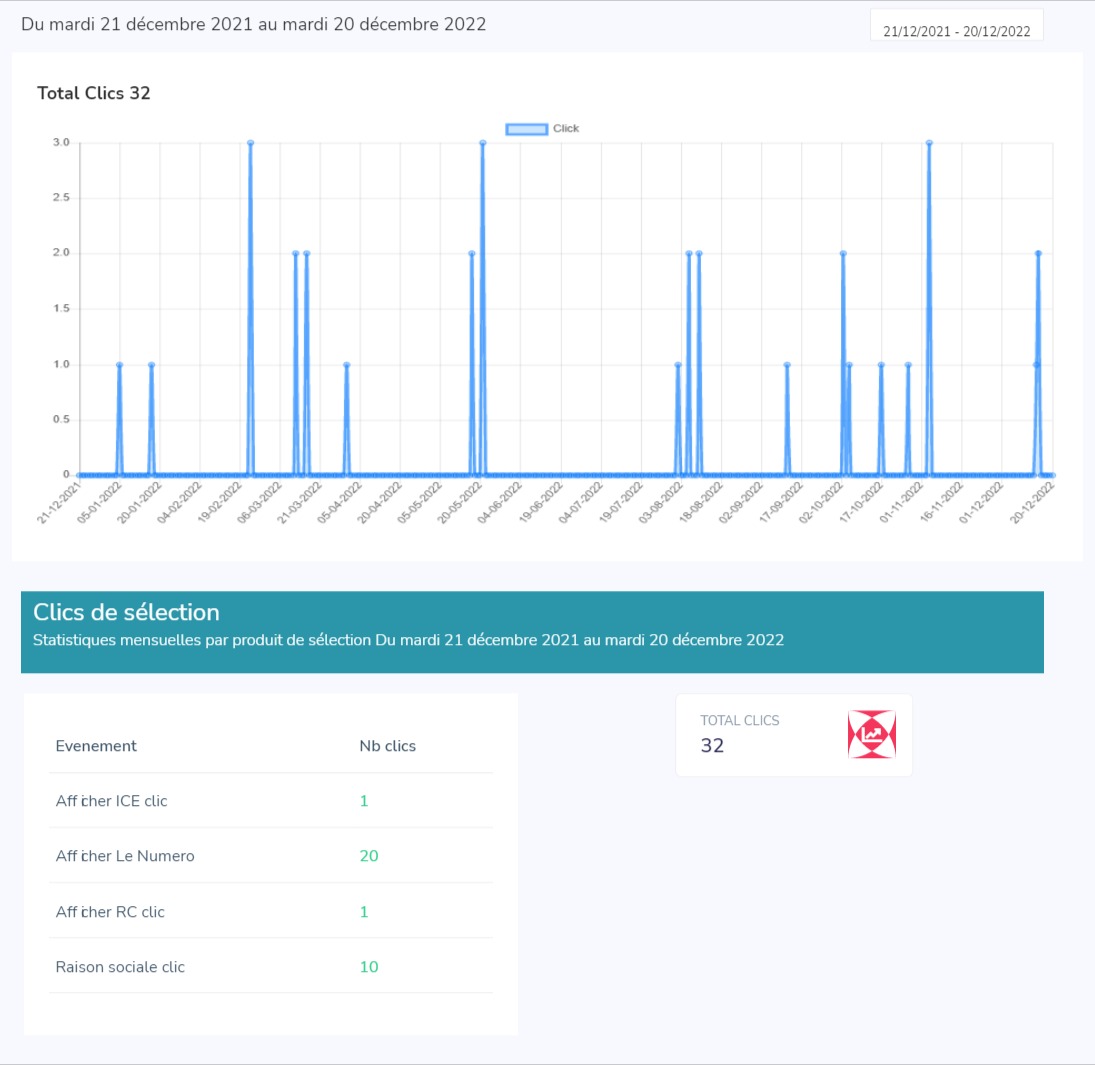 Du mardi 21 décembre 2021 au mardi 20 décembre 2022
21/12/2021 - 20/12/2022
Total Clics 32
Click
3.0
2.5
2.0
1.5
1.0
0.5
0
21-12-2021
05-01-2022
20-01-2022
04-02-2022
19-02-2022
06-03-2022
21-03-2022
05-04-2022
20-04-2022
05-05-2022
20-05-2022
04-06-2022
19-06-2022
04-07-2022
19-07-2022
03-08-2022
18-08-2022
02-09-2022
17-09-2022
02-10-2022
17-10-2022
01-11-2022
16-11-2022
01-12-2022
20-12-2022
Clics de sélection
Statistiques mensuelles par produit de sélection Du mardi 21 décembre 2021 au mardi 20 décembre 2022
Evenement Nb clics
Afficher ICE clic 1
Afficher Le Numero 20
Afficher RC clic 1
Raison sociale clic 10
TOTAL CLICS
32